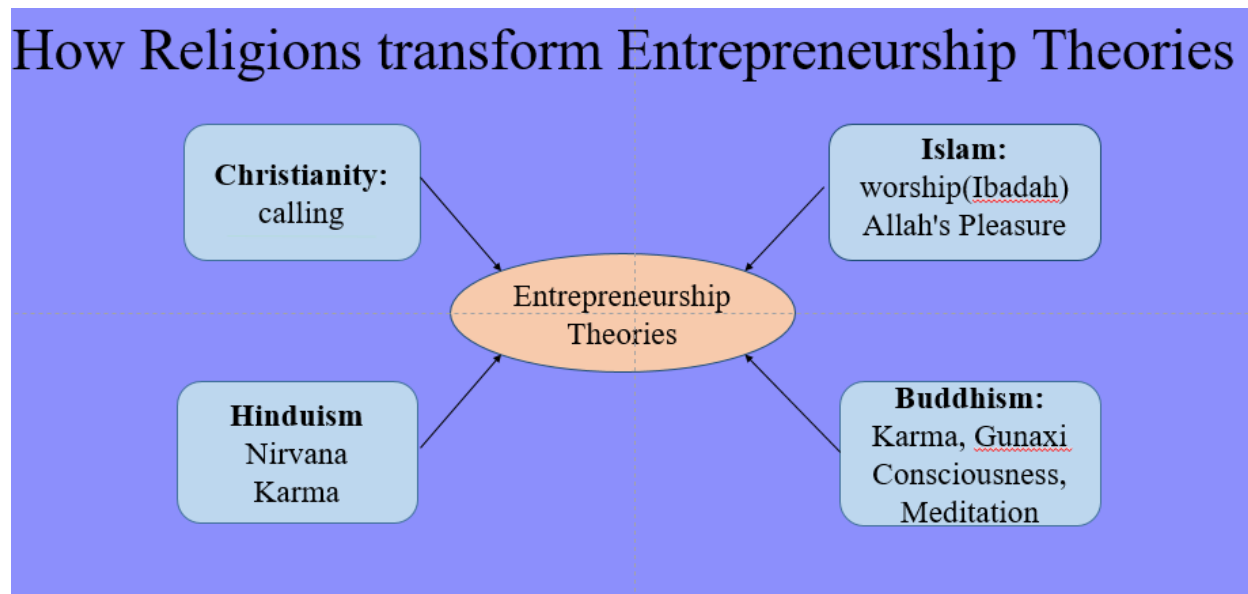 How Religions transform Entrepreneurship Theories
Christianity:
calling
Islam:
worship(Ibadah)
Allah's Pleasure
Entrepreneurship
Theories
Hinduism
Nirvana
Karma
Buddhism:
Karma, Gunaxi
Consciousness,
Meditation